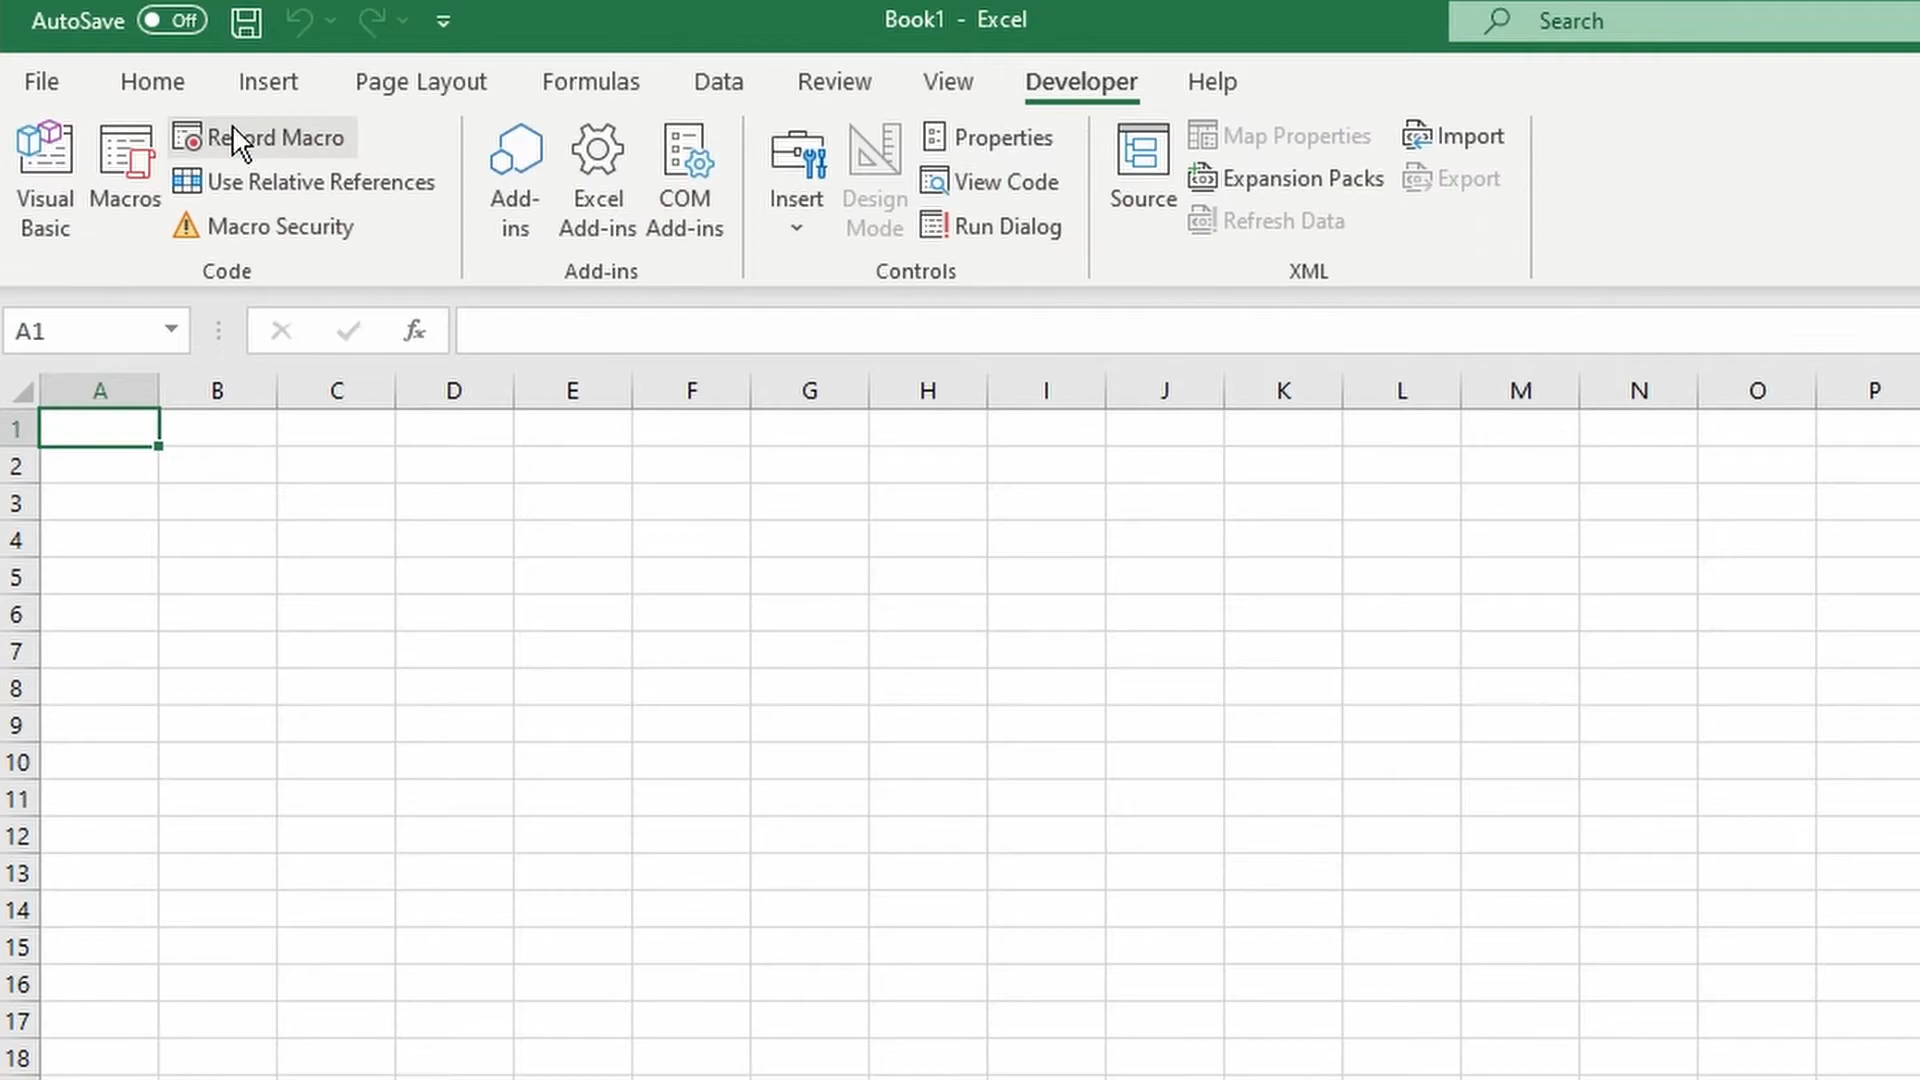 AutoSave Off
Book1 - Excel
Search
File Home Insert Page Layout Formulas Data Review View Developer Help
Visual Basic
Macros
Record Macro
Use Relative References
Macro Security
Code
Add-ins
Excel Add-ins
COM Add-ins
Add-ins
Insert
Design Mode
Properties
View Code
Run Dialog
Controls
Source
Map Properties
Expansion Packs
Refresh Data
Import
Export
XML
A1
fx
A B C D E F G H I J K L M N O P
1
2
3
4
5
6
7
8
9
10
11
12
13
14
15
16
17
18